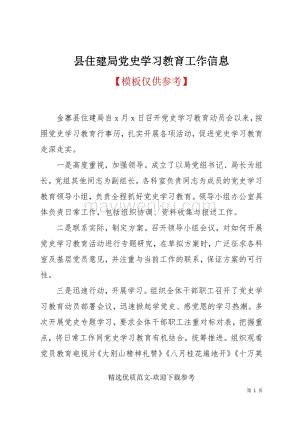 县住建局党史学习教育工作信息
【模板仅供参考】
金寨县住建局自 x 月 x 日召开党史学习教育动员会以来，按
照党史学习教育行事历，扎实开展各项活动，促进党史学习教育
走深走实。
一是高度重视，加强领导。成立了以局党组书记、局长为组
长，党组其他同志为副组长，各科室负责同志为成员的党史学习
教育领导小组，负责全程抓好党史学习教育。领导小组办公室具
体负责日常工作，包括组织协调、资料收集与报送工作。
二是联系实际，制定方案。召开领导小组会议，对如何开展
党史学习教育活动进行专题研究，在草拟方案时，广泛征求各科
室及基层党员意见，并注重与当前工作的有机联系，保证方案的可行
性。
三是迅速行动，开展学习。组织全体干部职工召开了党史学
习教育动员部署会议，迅速掀起学党史、感党恩的学习热潮。多次
开展党史专题学习，要求全体干部职工注重对标对表，把握重
点，将日常工作同党史学习教育有机结合，统筹推进。组织观看
党员教育电视片《大别山精神礼赞》《八月桂花遍地开》《十万英
精选优质范文-欢迎下载参考
第 1 页